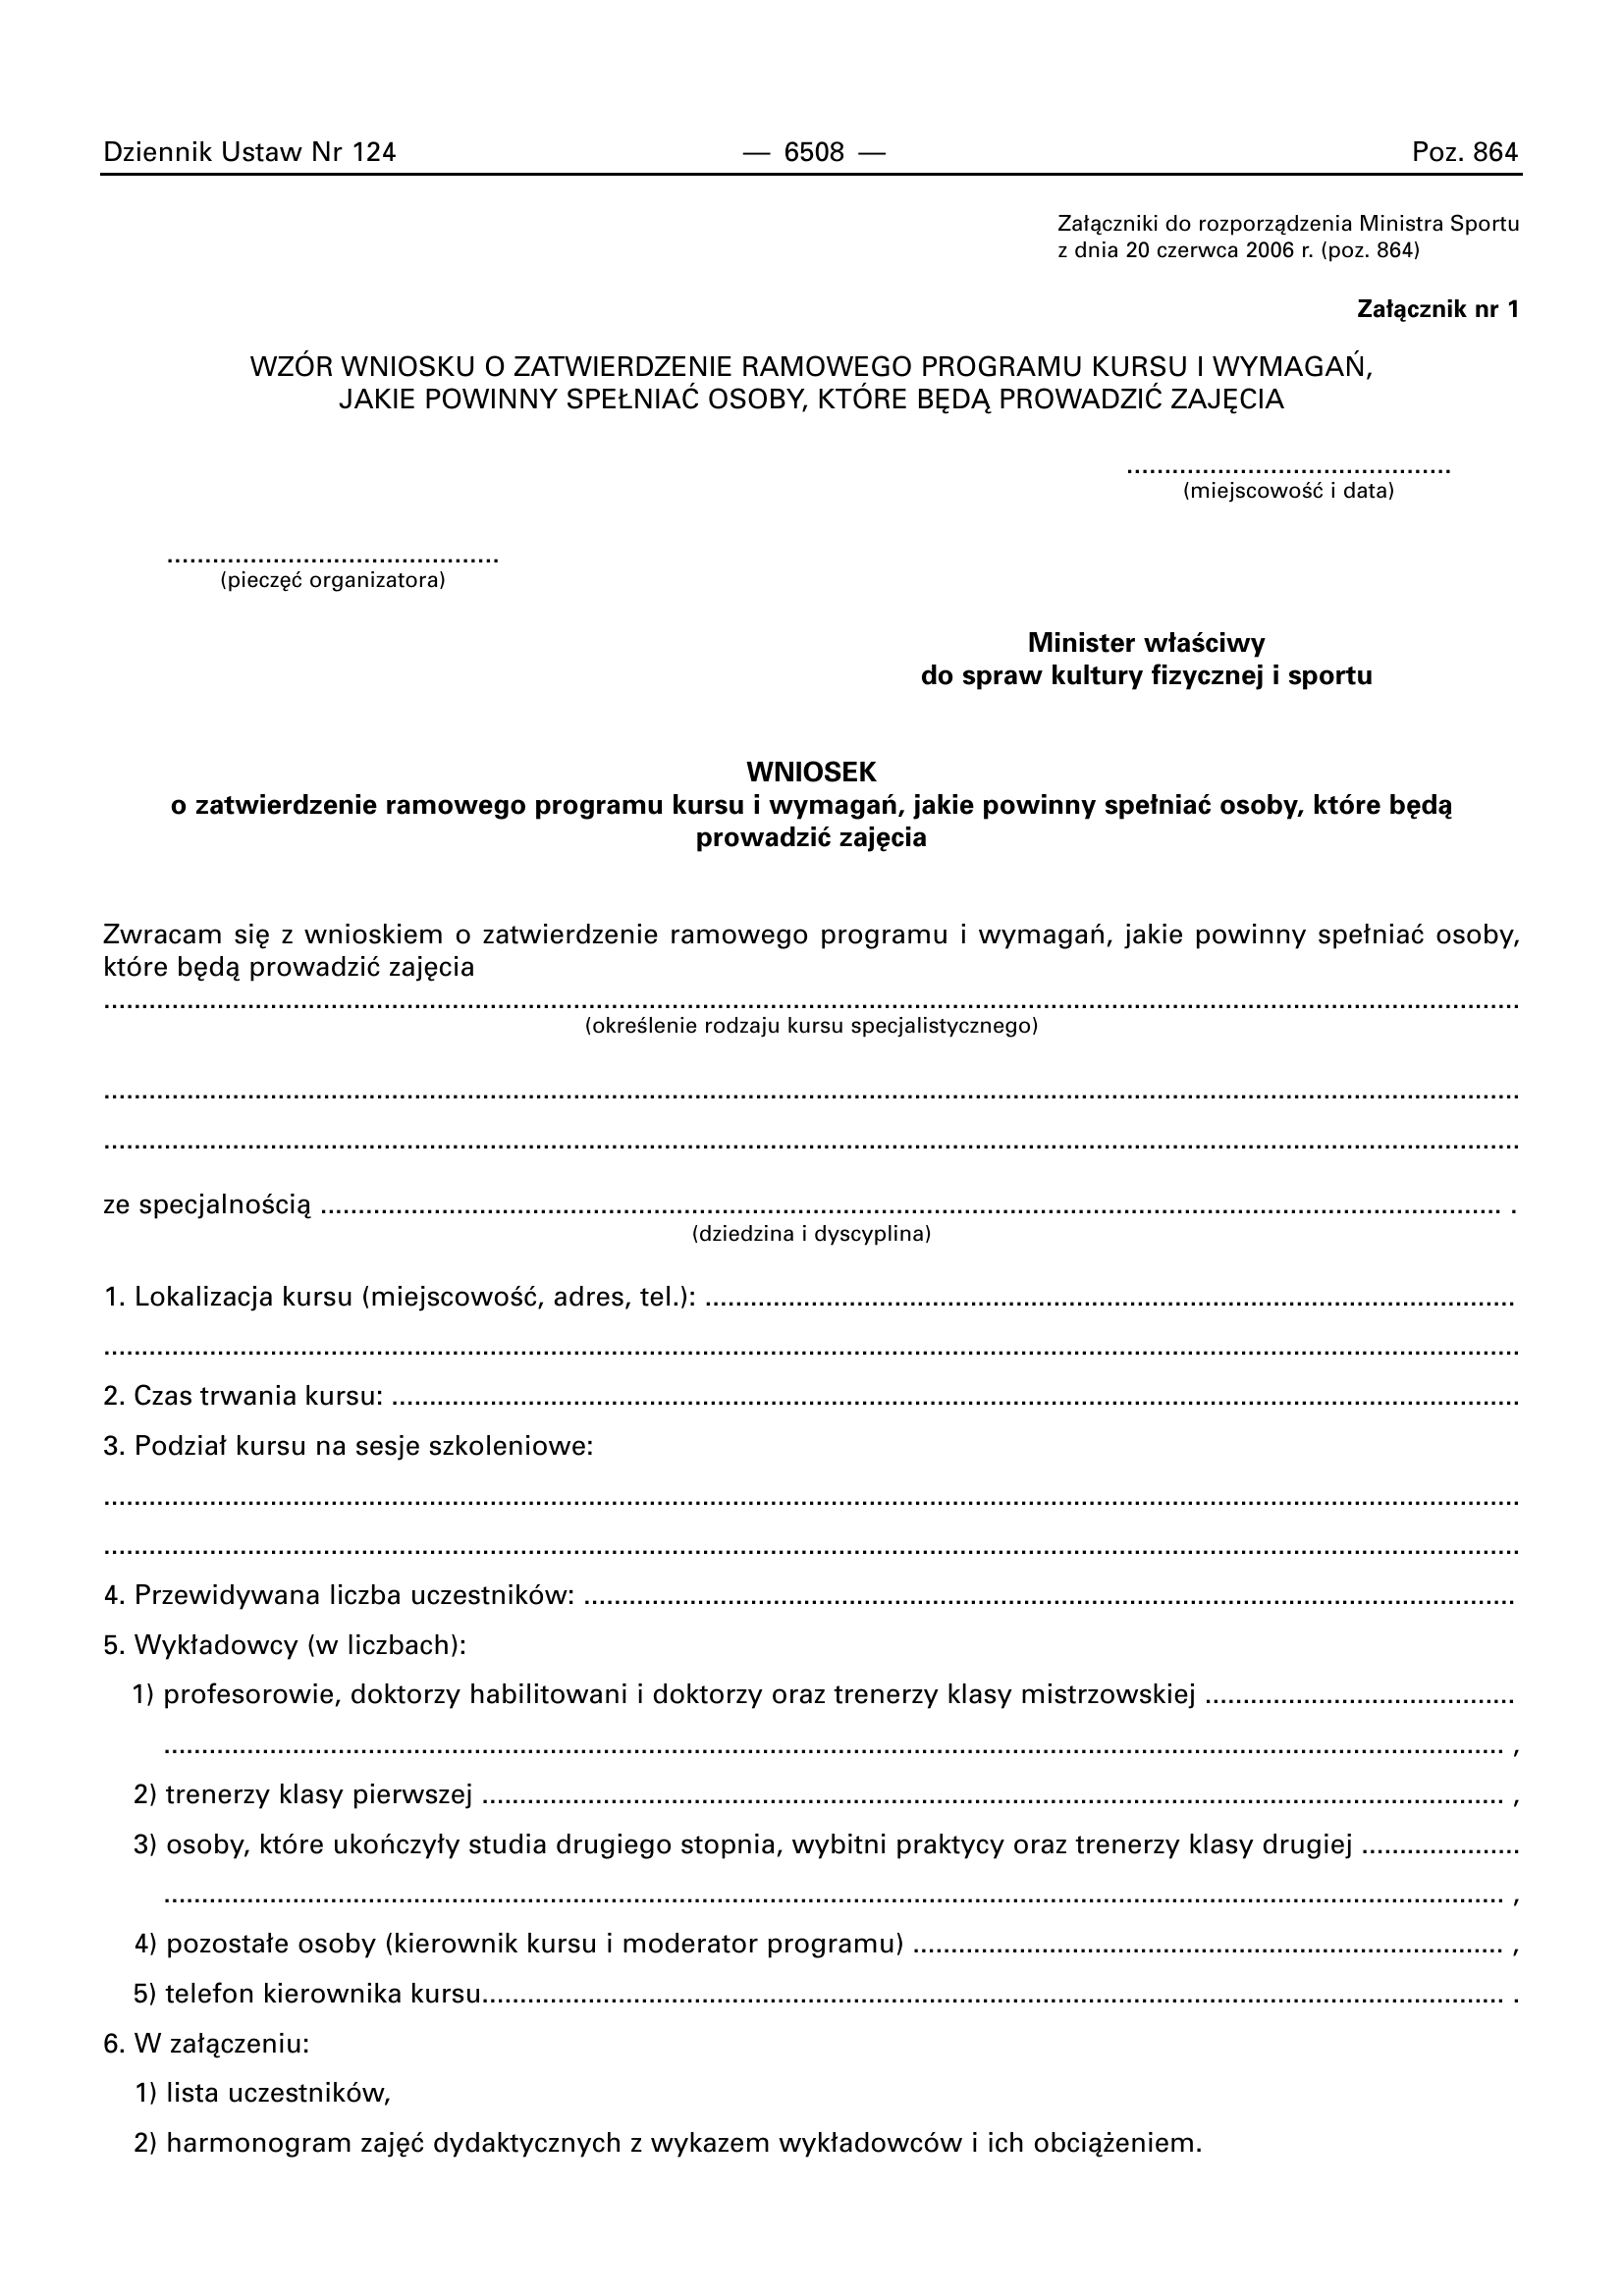 Dziennik Ustaw Nr 124 — 6508 — Poz. 864
Załączniki do rozporządzenia Ministra Sportu
z dnia 20 czerwca 2006 r. (poz. 864)
Załącznik nr 1
WZÓR WNIOSKU O ZATWIERDZENIE RAMOWEGO PROGRAMU KURSU I WYMAGAŃ,
JAKIE POWINNY SPEŁNIAĆ OSOBY, KTÓRE BĘDĄ PROWADZIĆ ZAJĘCIA
...........................................
(miejscowość i data)
............................................
(pieczęć organizatora)
Minister właściwy
do spraw kultury fizycznej i sportu
WNIOSEK
o zatwierdzenie ramowego programu kursu i wymagań, jakie powinny spełniać osoby, które będą
prowadzić zajęcia
Zwracam się z wnioskiem o zatwierdzenie ramowego programu i wymagań, jakie powinny spełniać osoby,
które będą prowadzić zajęcia
................................................................................
(określenie rodzaju kursu specjalistycznego)
................................................................................
................................................................................
ze specjalnością ................................................................................ .
(dziedzina i dyscyplina)
1. Lokalizacja kursu (miejscowość, adres, tel.): ................................................................................
................................................................................
2. Czas trwania kursu: ................................................................................
3. Podział kursu na sesje szkoleniowe:
................................................................................
................................................................................
4. Przewidywana liczba uczestników: ................................................................................
5. Wykładowcy (w liczbach):
1) profesorowie, doktorzy habilitowani i doktorzy oraz trenerzy klasy mistrzowskiej .........................................
................................................................................ ,
2) trenerzy klasy pierwszej ................................................................................ ,
3) osoby, które ukończyły studia drugiego stopnia, wybitni praktycy oraz trenerzy klasy drugiej .....................
................................................................................ ,
4) pozostałe osoby (kierownik kursu i moderator programu) .............................................................................. ,
5) telefon kierownika kursu................................................................................ .
6. W załączeniu:
1) lista uczestników,
2) harmonogram zajęć dydaktycznych z wykazem wykładowców i ich obciążeniem.